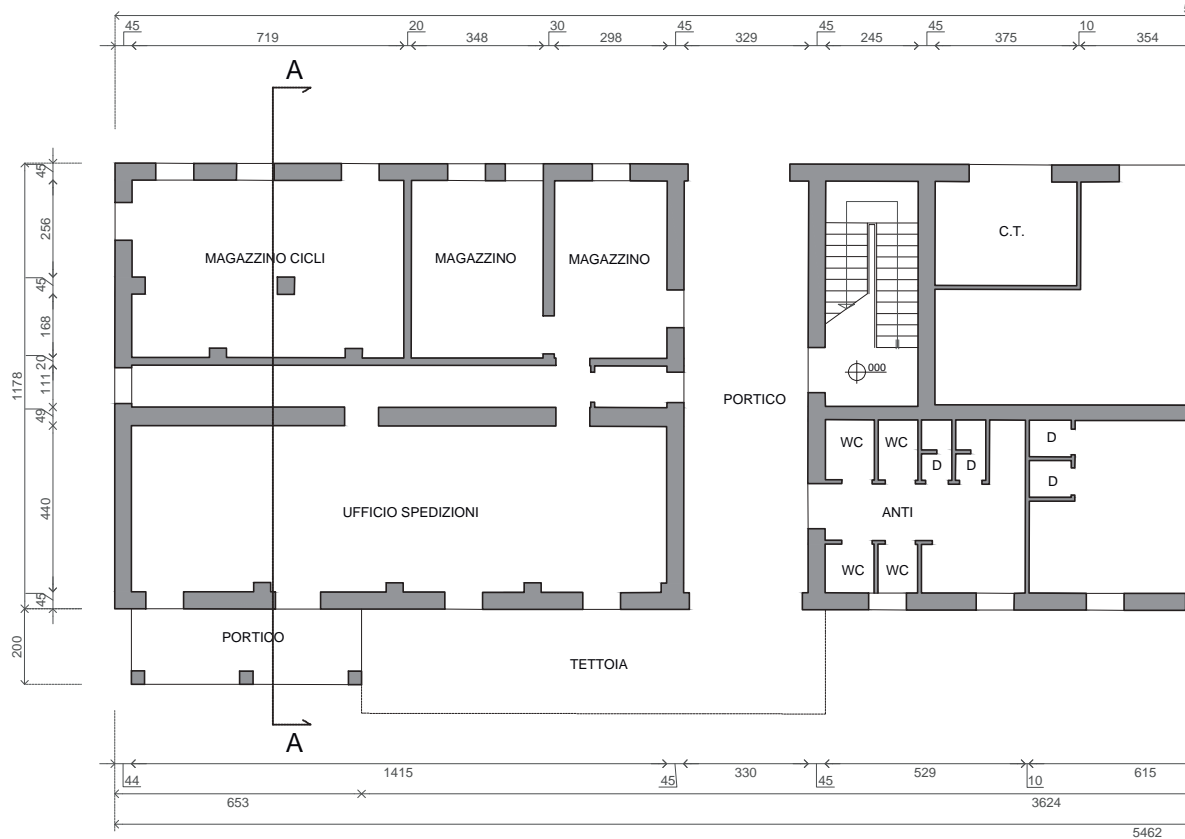 5
45 20 30 45 45 45 10
719 348 298 329 245 375 354
A
45
256
45
168
20
111
49
440
45
1178
200
C.T.
MAGAZZINO CICLI MAGAZZINO MAGAZZINO
000
PORTICO
WC WC D
D D
D
UFFICIO SPEDIZIONI ANTI
WC WC
PORTICO
TETTOIA
A
1415 330 529 615
44 45 45 10
653 3624
5462